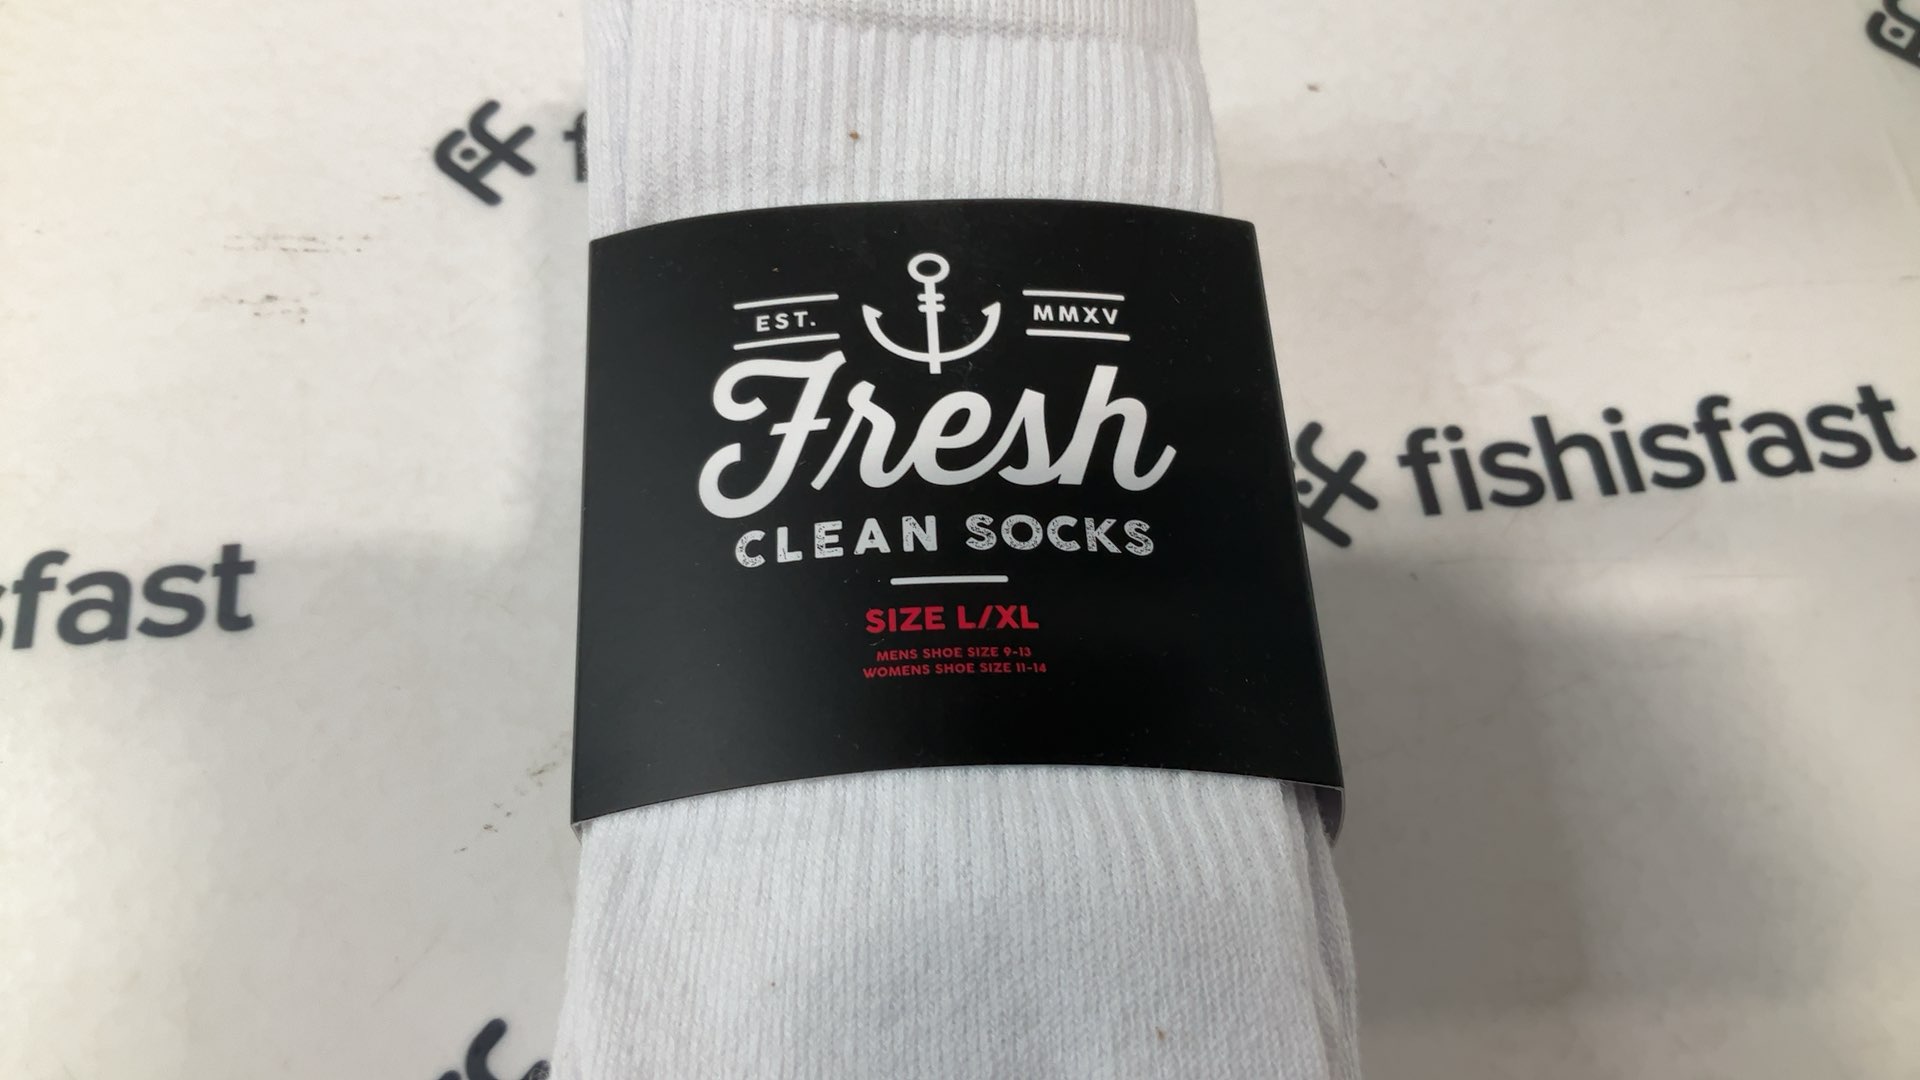 EST. MMXV
Fresh
CLEAN SOCKS
SIZE L/XL
MENS SHOE SIZE 9-13
WOMENS SHOE SIZE 11-14
fishisfast
sfast